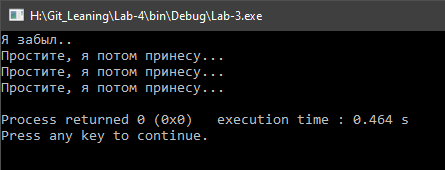 H:\Git_Leaning\Lab-4\bin\Debug\Lab-3.exe
Я забыл..
Простите, я потом принесу...
Простите, я потом принесу...
Простите, я потом принесу...
Process returned 0 (0x0)   execution time : 0.464 s
Press any key to continue.